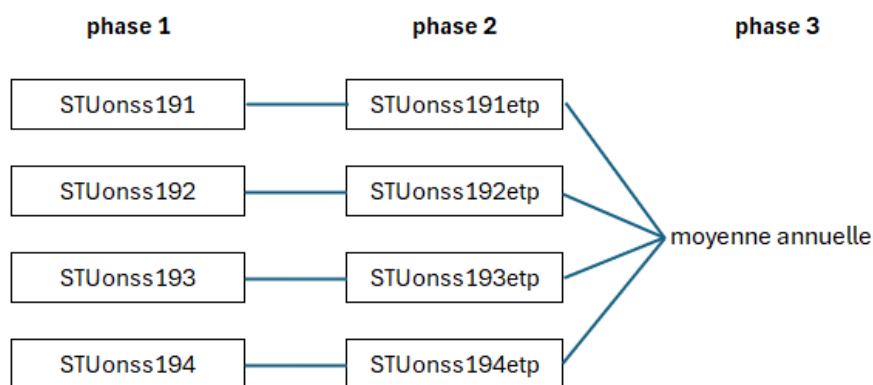 phase 1 phase 2 phase 3
STUonss191 STUonss191etp
STUonss192 STUonss192etp
moyenne annuelle
STUonss193 STUonss193etp
STUonss194 STUonss194etp